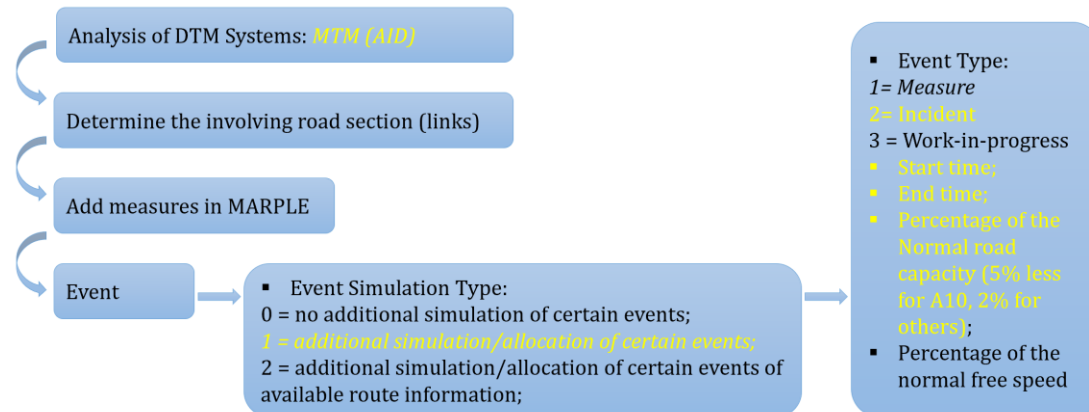 Analysis of DTM Systems: MTM (AID)
Determine the involving road section (links)
Add measures in MARPLE
Event
▪ Event Simulation Type:
0 = no additional simulation of certain events;
1 = additional simulation/allocation of certain events;
2 = additional simulation/allocation of certain events of
available route information;
▪ Event Type:
1= Measure
2= Incident
3 = Work-in-progress
▪ Start time;
▪ End time;
▪ Percentage of the
Normal road
capacity (5% less
for A10, 2% for
others);
▪ Percentage of the
normal free speed